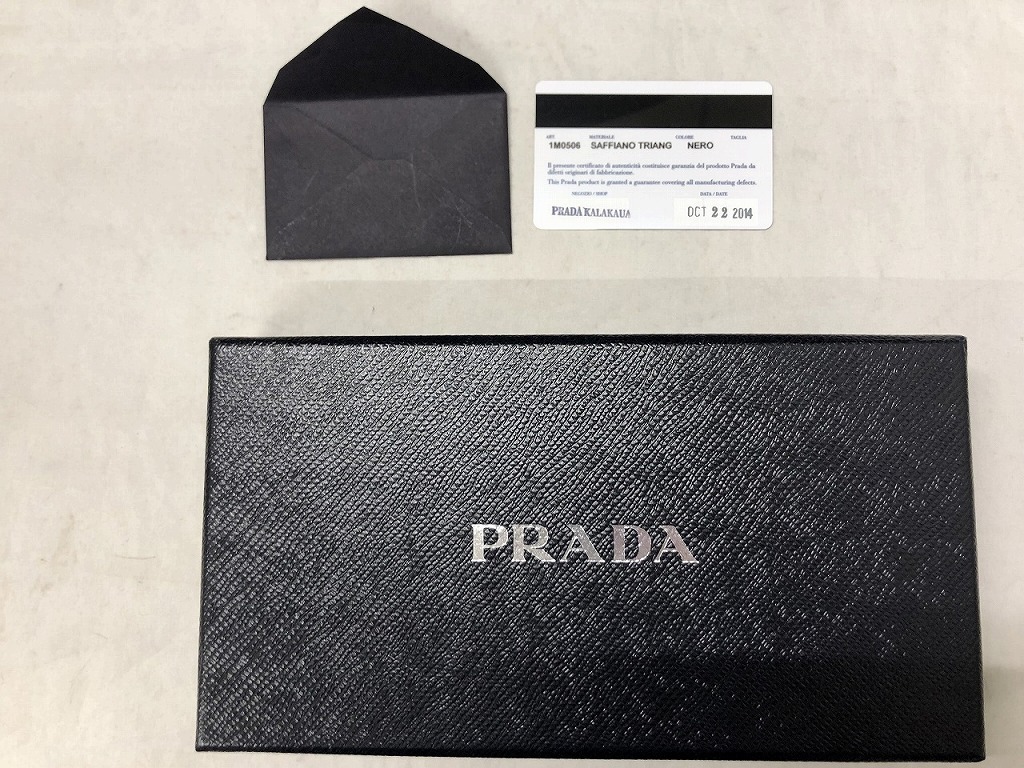 ART. MATERIALE COLORE TAGLIA
1M0506 SAFFIANO TRIANG NERO
Il presente certificato di autenticità costituisce garanzia del prodotto Prada da
difetti originari di fabbricazione.
This Prada product is granted a guarantee covering all manufacturing defects.
NEGOZIO / SHOP DATA / DATE
PRADA KALAKAUA OCT 22 2014
PRADA